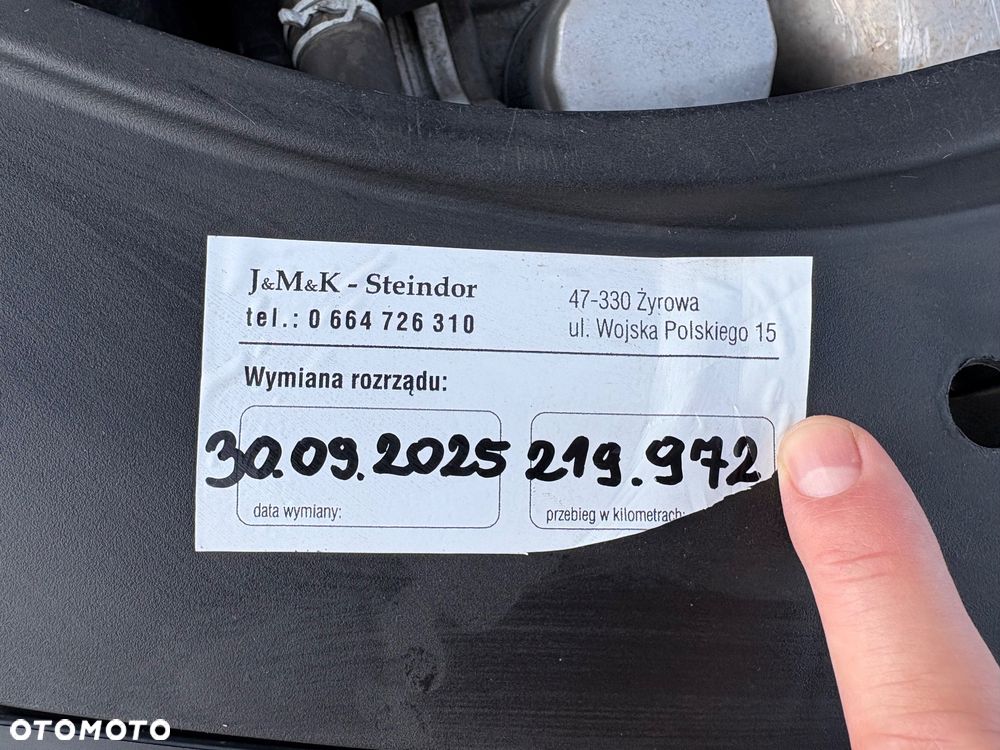 J&M&K - Steindor
tel.: 0 664 726 310
47-330 Żyrowa
ul. Wojska Polskiego 15
Wymiana rozrządu:
30.09.2025
data wymiany:
219.972
przebieg w kilometrach:
OTOMOTO